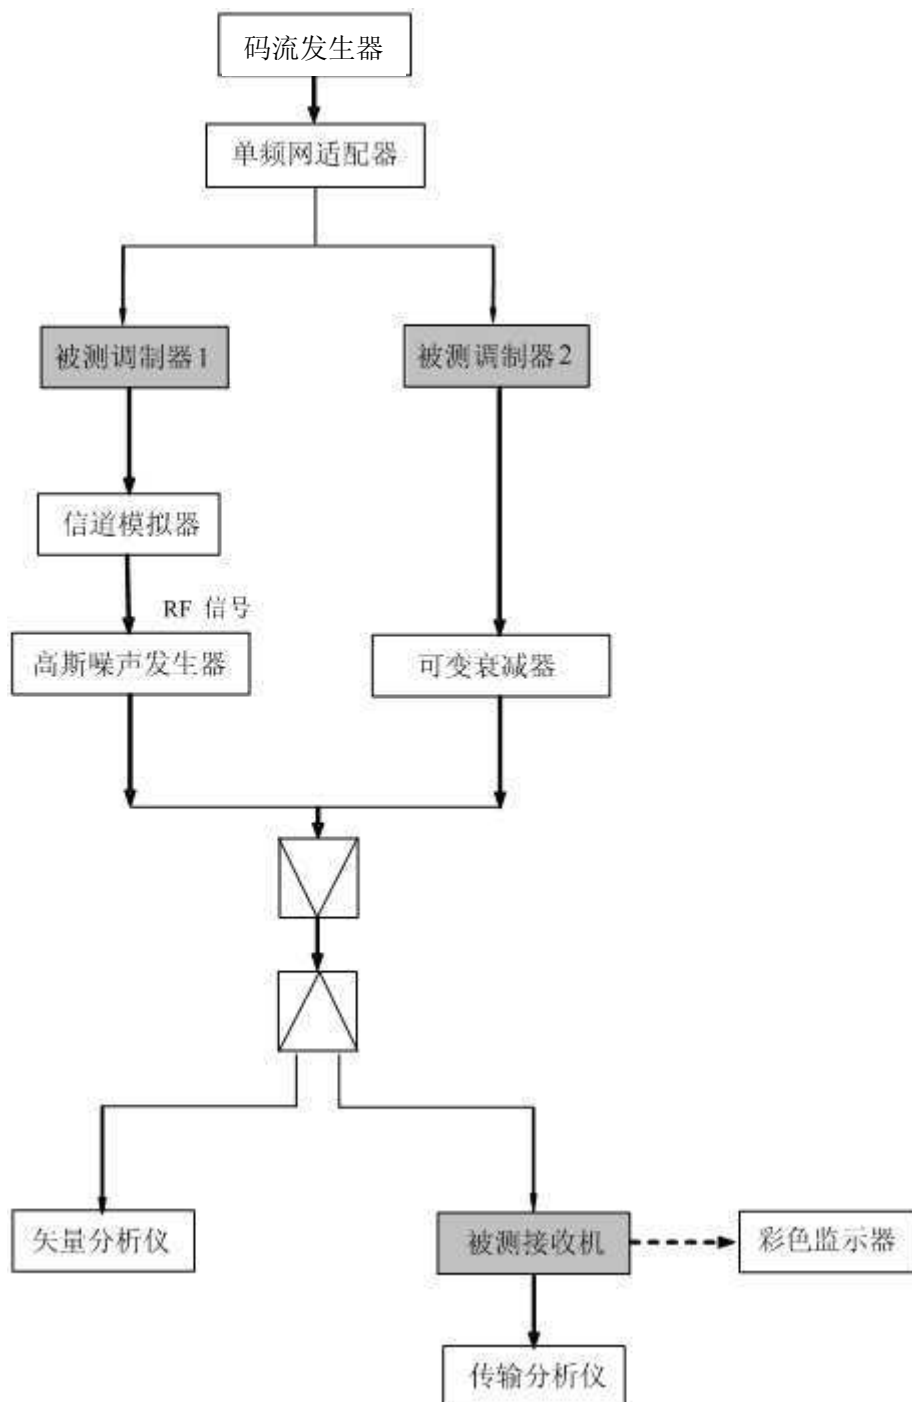 码流发生器
单频网适配器
被测调制器1
被测调制器2
信道模拟器
RF 信号
高斯噪声发生器
可变衰减器
矢量分析仪
被测接收机
彩色监示器
传输分析仪